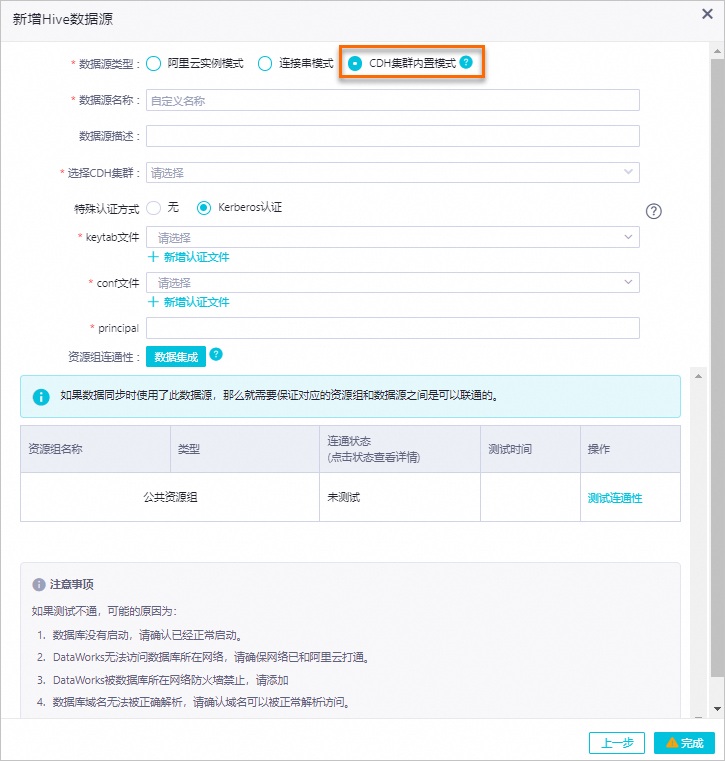 新增Hive数据源
* 数据源类型： 阿里云实例模式 连接串模式 CDH集群内置模式 ?
* 数据源名称： 自定义名称
数据源描述：
* 选择CDH集群： 请选择
特殊认证方式 无 Kerberos认证 ?
* keytab文件 请选择
＋ 新增认证文件
* conf文件 请选择
＋ 新增认证文件
* principal
资源组连通性： 数据集成 ?
如果数据同步时使用了此数据源，那么就需要保证对应的资源组和数据源之间是可以联通的。
资源组名称 类型 连通状态 测试时间 操作
(点击状态查看详情)
公共资源组 未测试 测试连通性
注意事项
如果测试不通，可能的原因为：
1. 数据库没有启动，请确认已经正常启动。
2. DataWorks无法访问数据库所在网络，请确保网络已和阿里云打通。
3. DataWorks被数据库所在网络防火墙禁止，请添加
4. 数据库域名无法被正确解析，请确认域名可以被正常解析访问。
上一步 完成